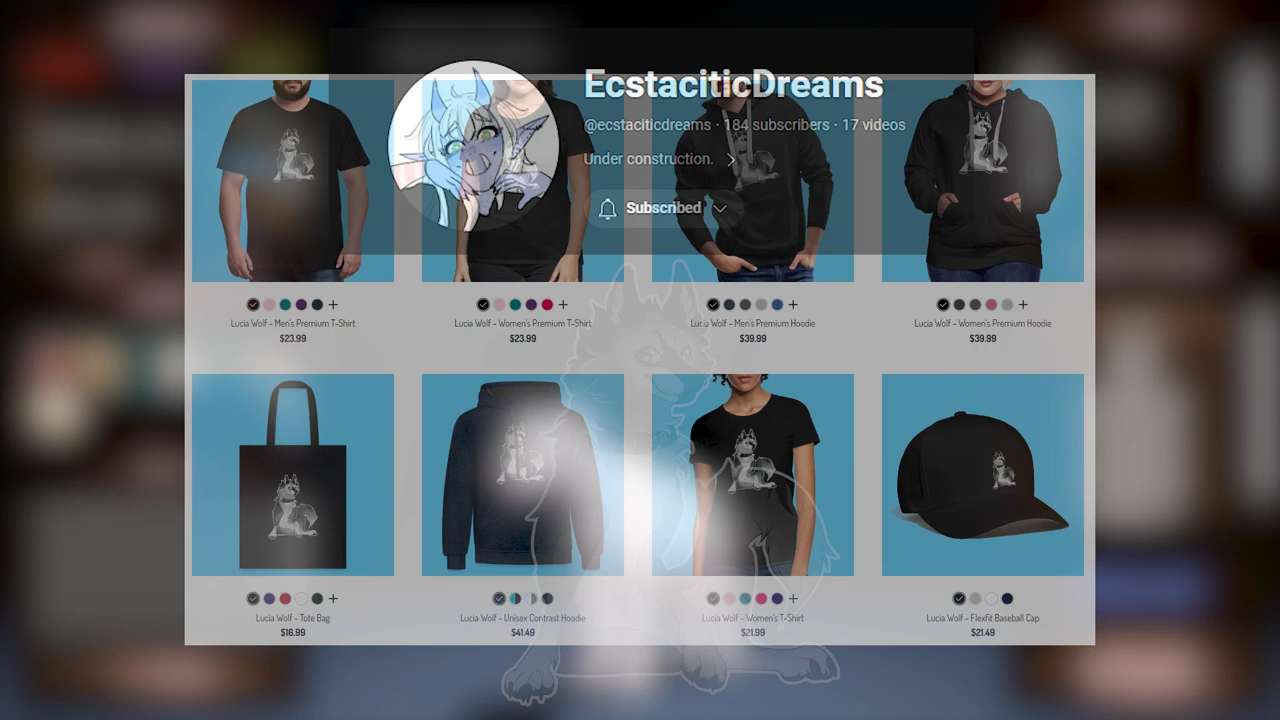 EcstaciticDreams
@ecstaciticdreams · 184 subscribers · 17 videos
Under construction.
Subscribed
Lucia Wolf - Men's Premium T-Shirt
$23.99
Lucia Wolf - Women's Premium T-Shirt
$23.99
Lucia Wolf - Men's Premium Hoodie
$39.99
Lucia Wolf - Women's Premium Hoodie
$39.99
Lucia Wolf - Tote Bag
$16.99
Lucia Wolf - Unisex Contrast Hoodie
$41.49
Lucia Wolf - Women's T-Shirt
$21.99
Lucia Wolf - Flexfit Baseball Cap
$21.49